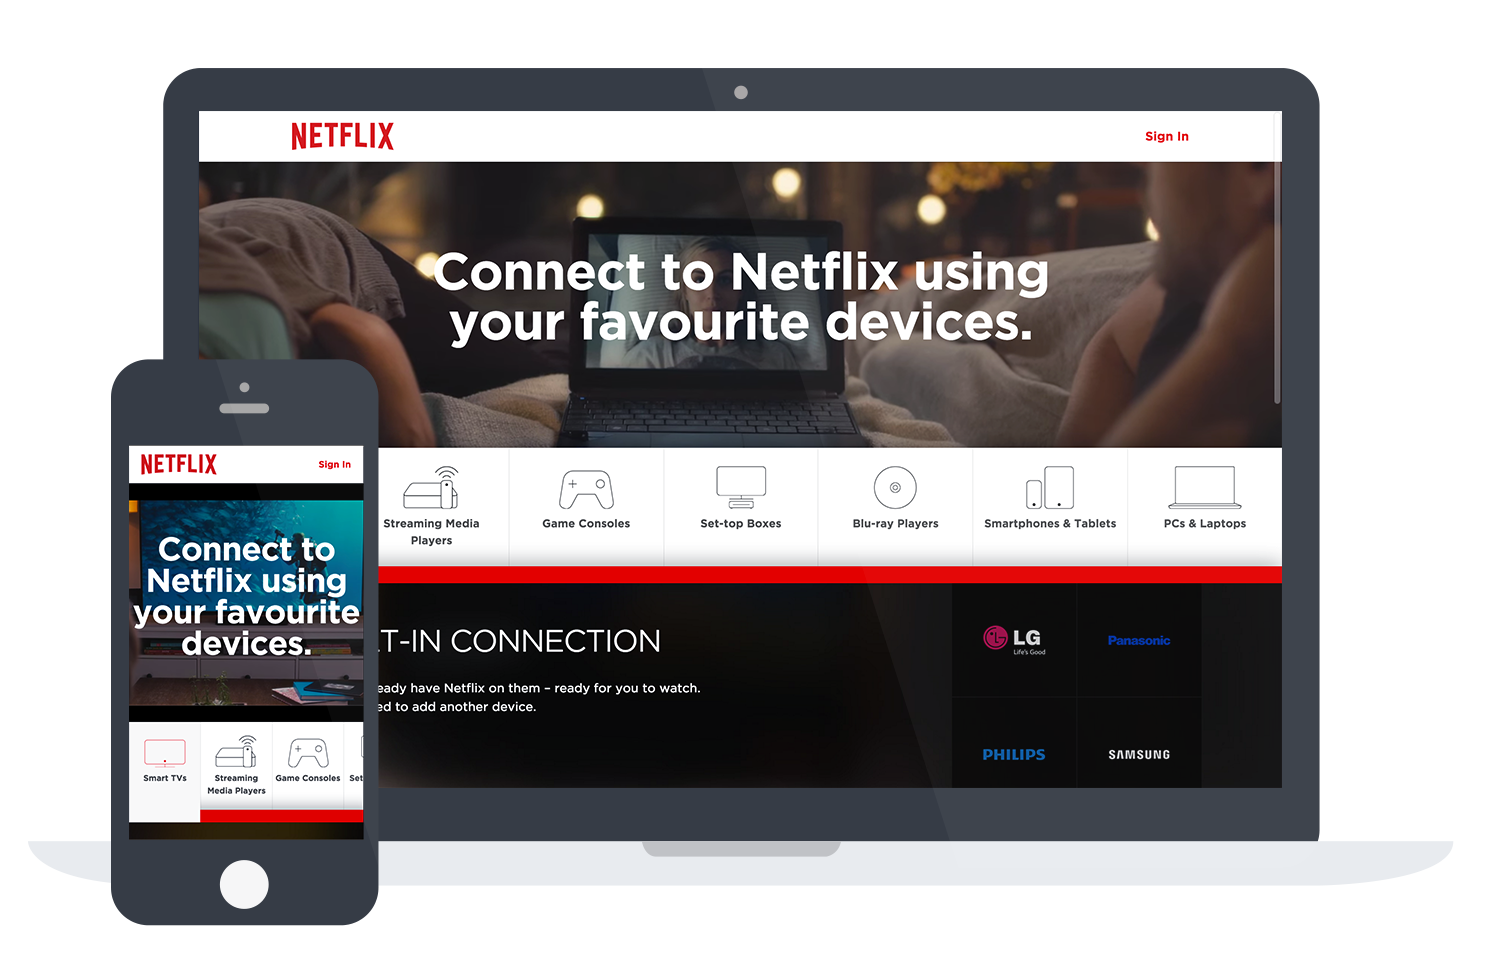 NETFLIX
Sign In
Connect to Netflix using
your favourite devices.
Streaming Media
Players
Game Consoles
Set-top Boxes
Blu-ray Players
Smartphones & Tablets
PCs & Laptops
T-IN CONNECTION
eady have Netflix on them – ready for you to watch.
ed to add another device.
LG
Life's Good
Panasonic
PHILIPS
SAMSUNG
NETFLIX
Sign In
Connect to
Netflix using
your favourite
devices.
Smart TVs
Streaming
Media Players
Game Consoles
Set